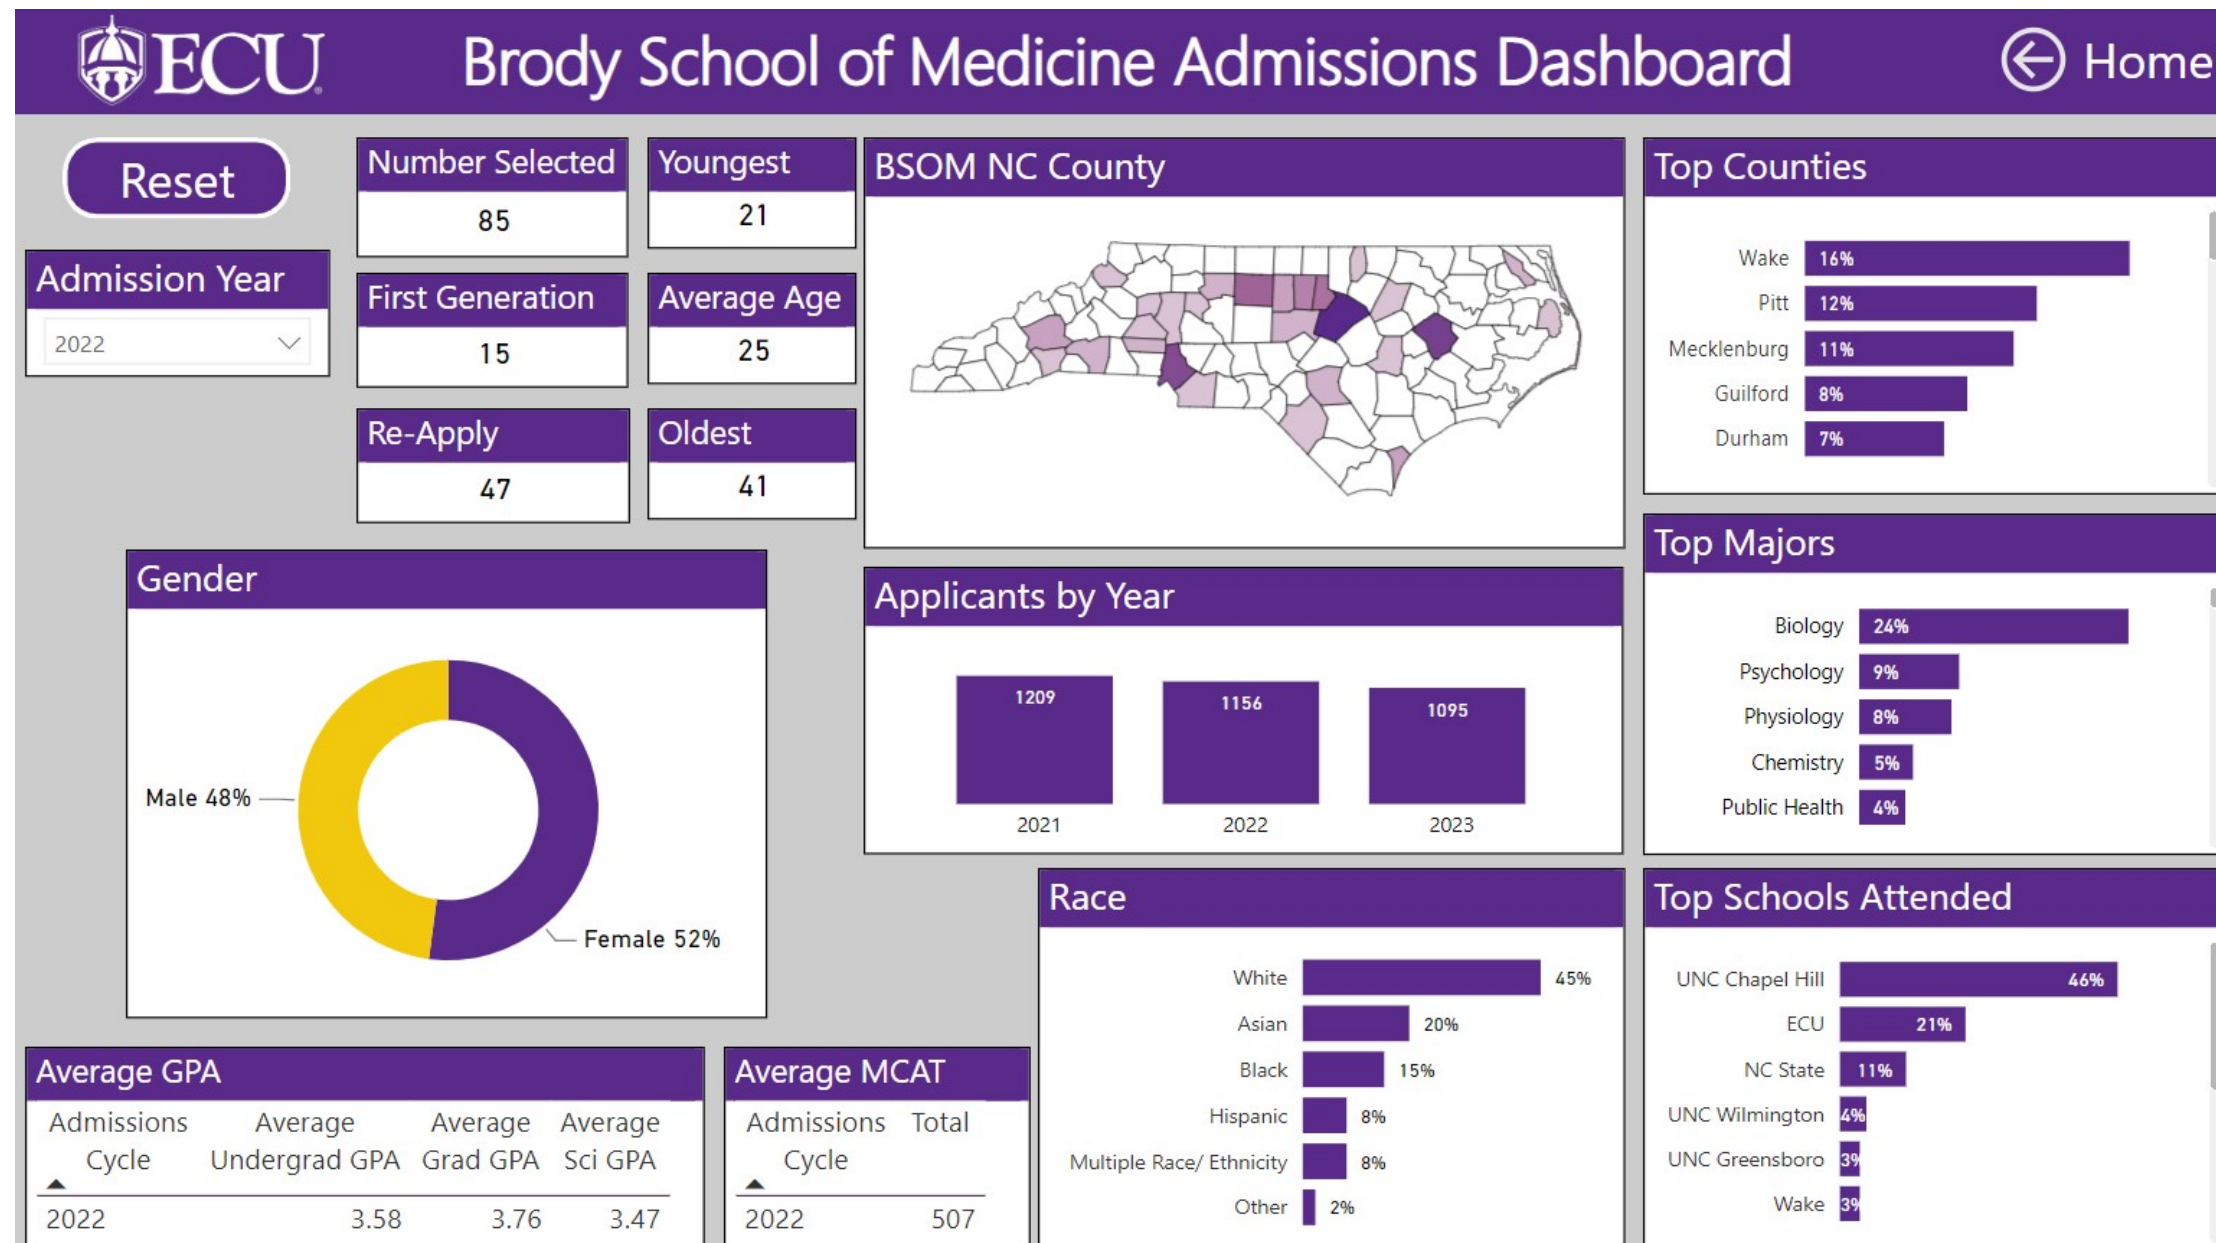 ECU
Brody School of Medicine Admissions Dashboard
Home
Reset
Admission Year
2022
Number Selected
85
Youngest
21
First Generation
15
Average Age
25
Re-Apply
47
Oldest
41
BSOM NC County
Top Counties
Wake 16%
Pitt 12%
Mecklenburg 11%
Guilford 8%
Durham 7%
Gender
Male 48%
Female 52%
Applicants by Year
1209
1156
1095
2021
2022
2023
Top Majors
Biology 24%
Psychology 9%
Physiology 8%
Chemistry 5%
Public Health 4%
Average GPA
Admissions Average Average Average
Cycle Undergrad GPA Grad GPA Sci GPA
2022 3.58 3.76 3.47
Average MCAT
Admissions Total
Cycle
2022 507
Race
White 45%
Asian 20%
Black 15%
Hispanic 8%
Multiple Race/ Ethnicity 8%
Other 2%
Top Schools Attended
UNC Chapel Hill 46%
ECU 21%
NC State 11%
UNC Wilmington 4%
UNC Greensboro 3%
Wake 3%